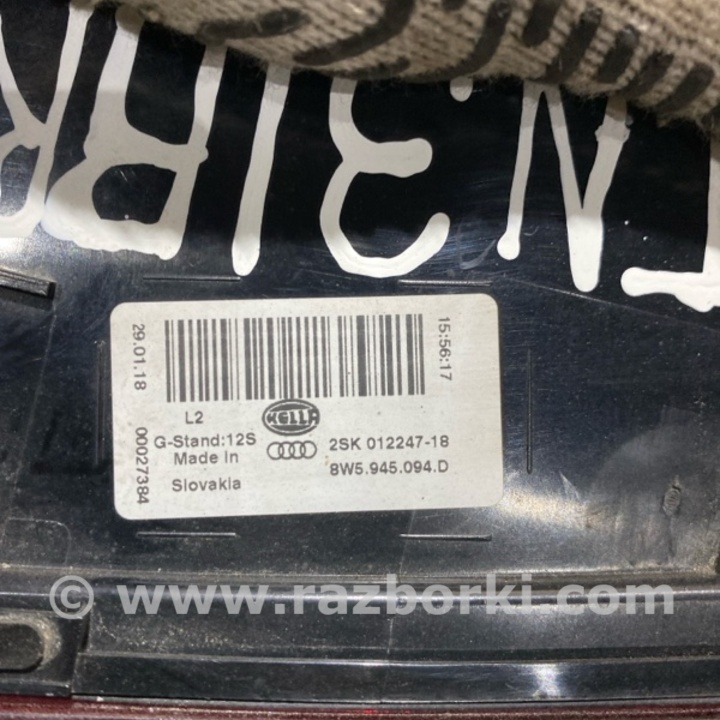 29.01.18
00027384
15:56:17
L2
HELLA
G-Stand:12S
2SK 012247-18
Made in
8W5.945.094.D
Slovakia
© www.razborki.com